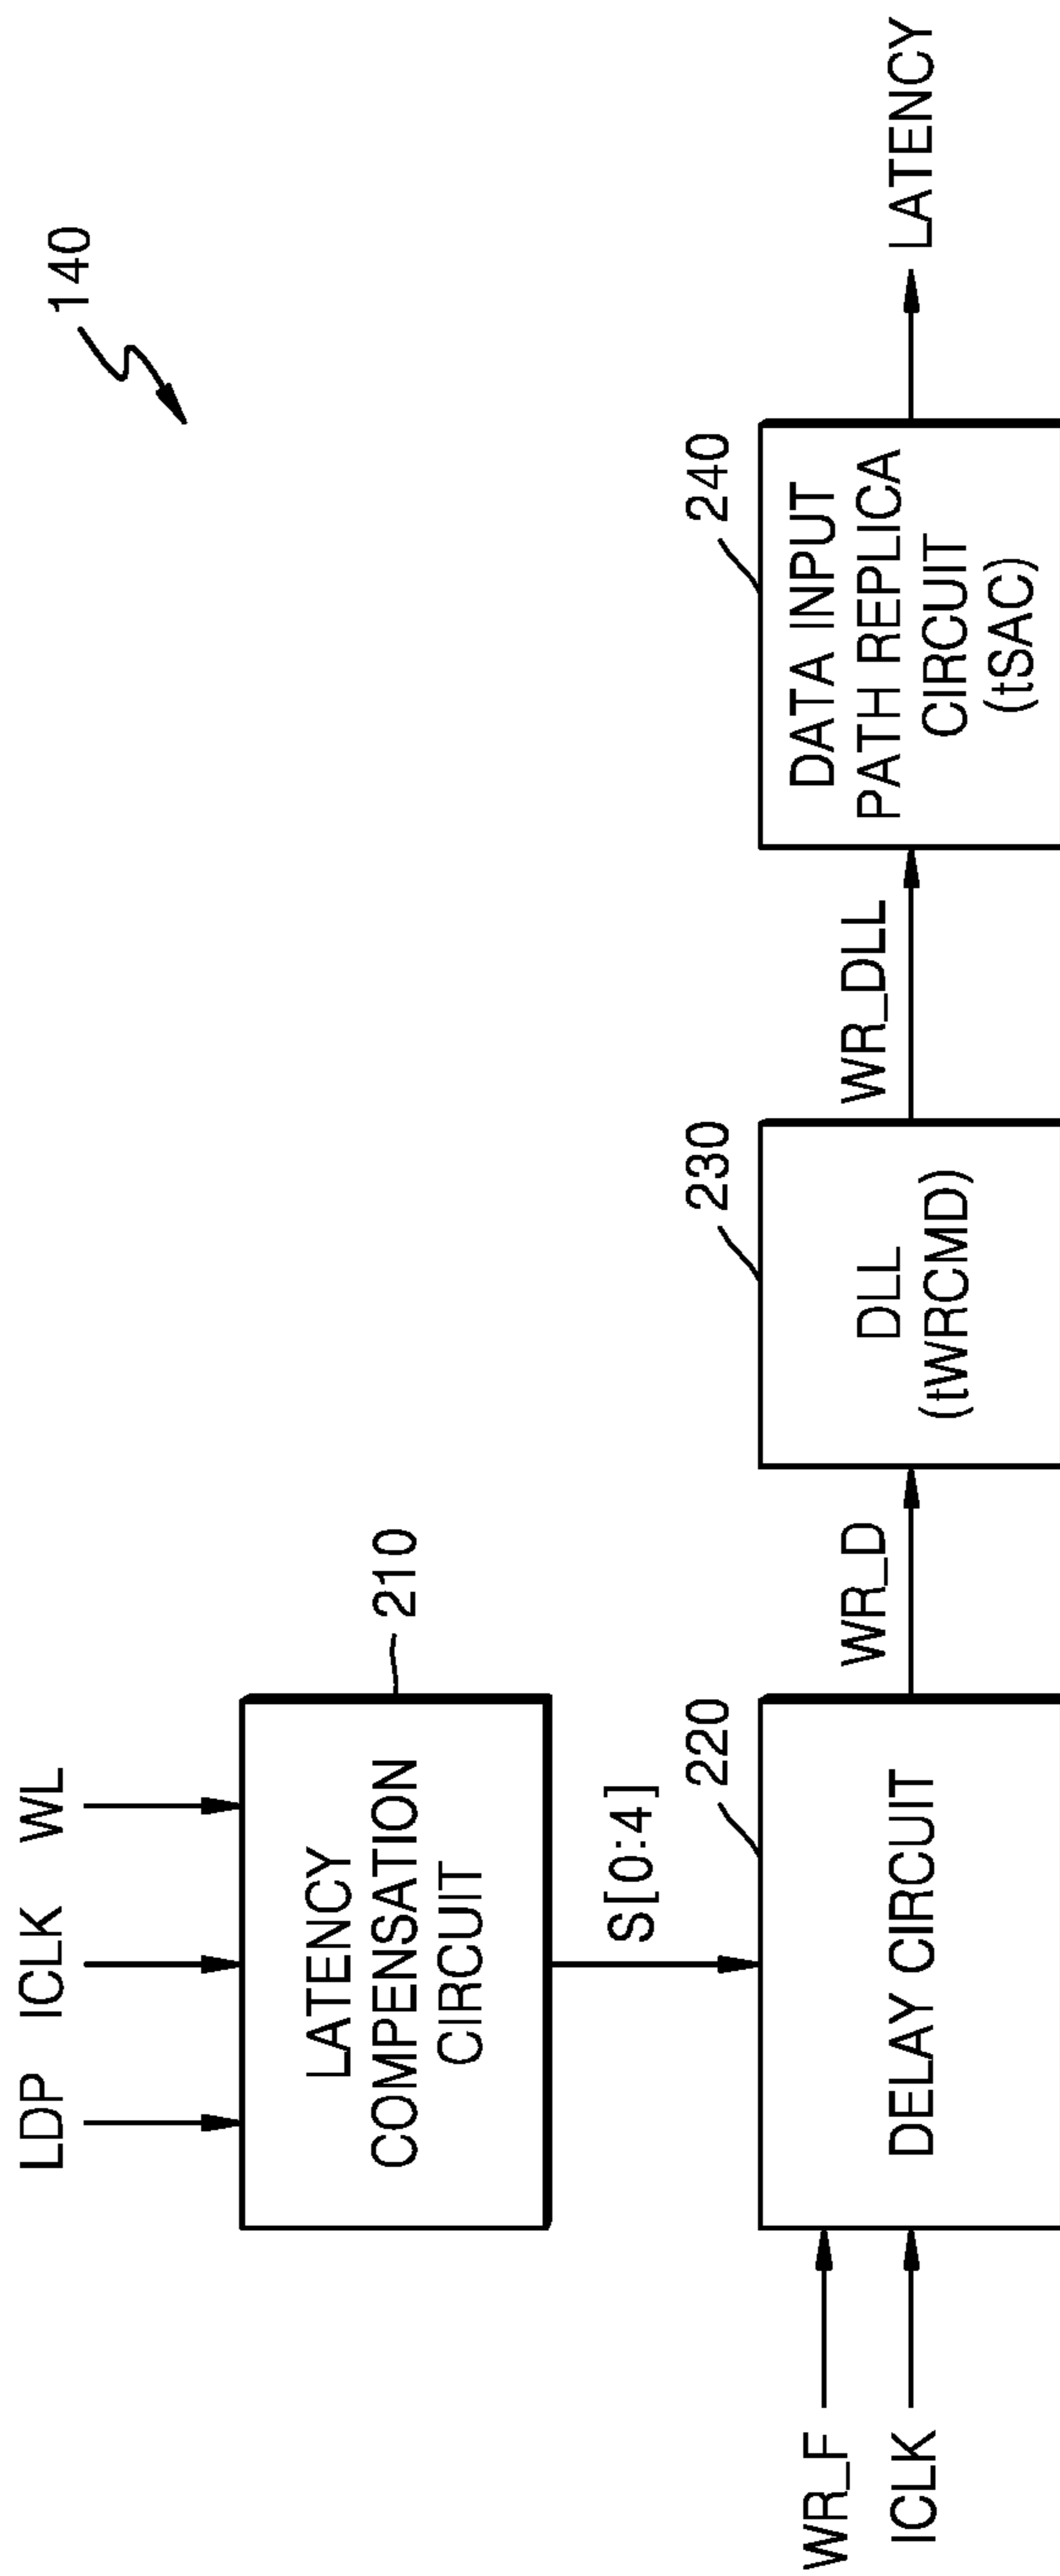 140
LDP
ICLK
WL
LATENCY
COMPENSATION
CIRCUIT
210
S[0:4]
WR_F
ICLK
220
DELAY CIRCUIT
WR_D
230
DLL
(tWRCMD)
WR_DLL
240
DATA INPUT
PATH REPLICA
CIRCUIT
(tSAC)
LATENCY